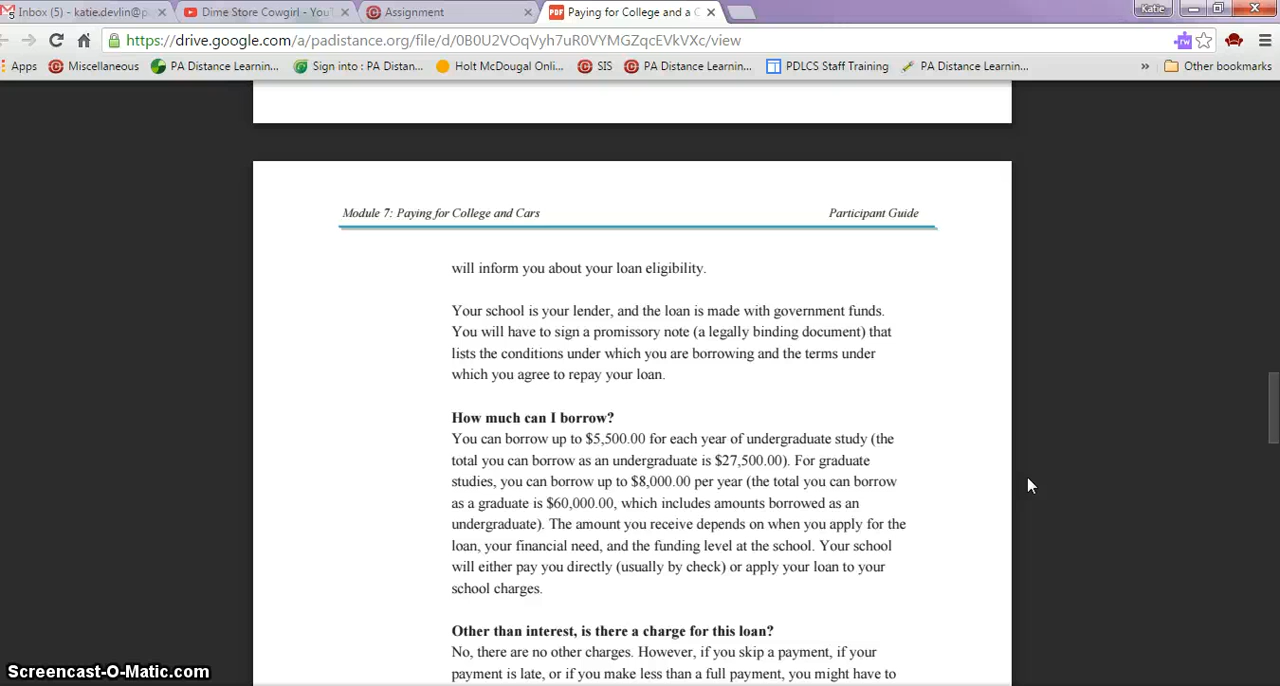 Inbox (5) - katie.devlin@p
Dime Store Cowgirl - You
Assignment
PDF Paying for College and a C
Katie
https://drive.google.com/a/padistance.org/file/d/0B0U2VOqVyh7uR0VYMGZqcEVkVXc/view
rw
Apps Miscellaneous PA Distance Learnin... Sign into : PA Distan... Holt McDougal Onli... SIS PA Distance Learnin... PDLCS Staff Training PA Distance Learnin... » Other bookmarks
Module 7: Paying for College and Cars Participant Guide
will inform you about your loan eligibility.
Your school is your lender, and the loan is made with government funds.
You will have to sign a promissory note (a legally binding document) that
lists the conditions under which you are borrowing and the terms under
which you agree to repay your loan.
How much can I borrow?
You can borrow up to $5,500.00 for each year of undergraduate study (the
total you can borrow as an undergraduate is $27,500.00). For graduate
studies, you can borrow up to $8,000.00 per year (the total you can borrow
as a graduate is $60,000.00, which includes amounts borrowed as an
undergraduate). The amount you receive depends on when you apply for the
loan, your financial need, and the funding level at the school. Your school
will either pay you directly (usually by check) or apply your loan to your
school charges.
Other than interest, is there a charge for this loan?
No, there are no other charges. However, if you skip a payment, if your
payment is late, or if you make less than a full payment, you might have to
Screencast-O-Matic.com